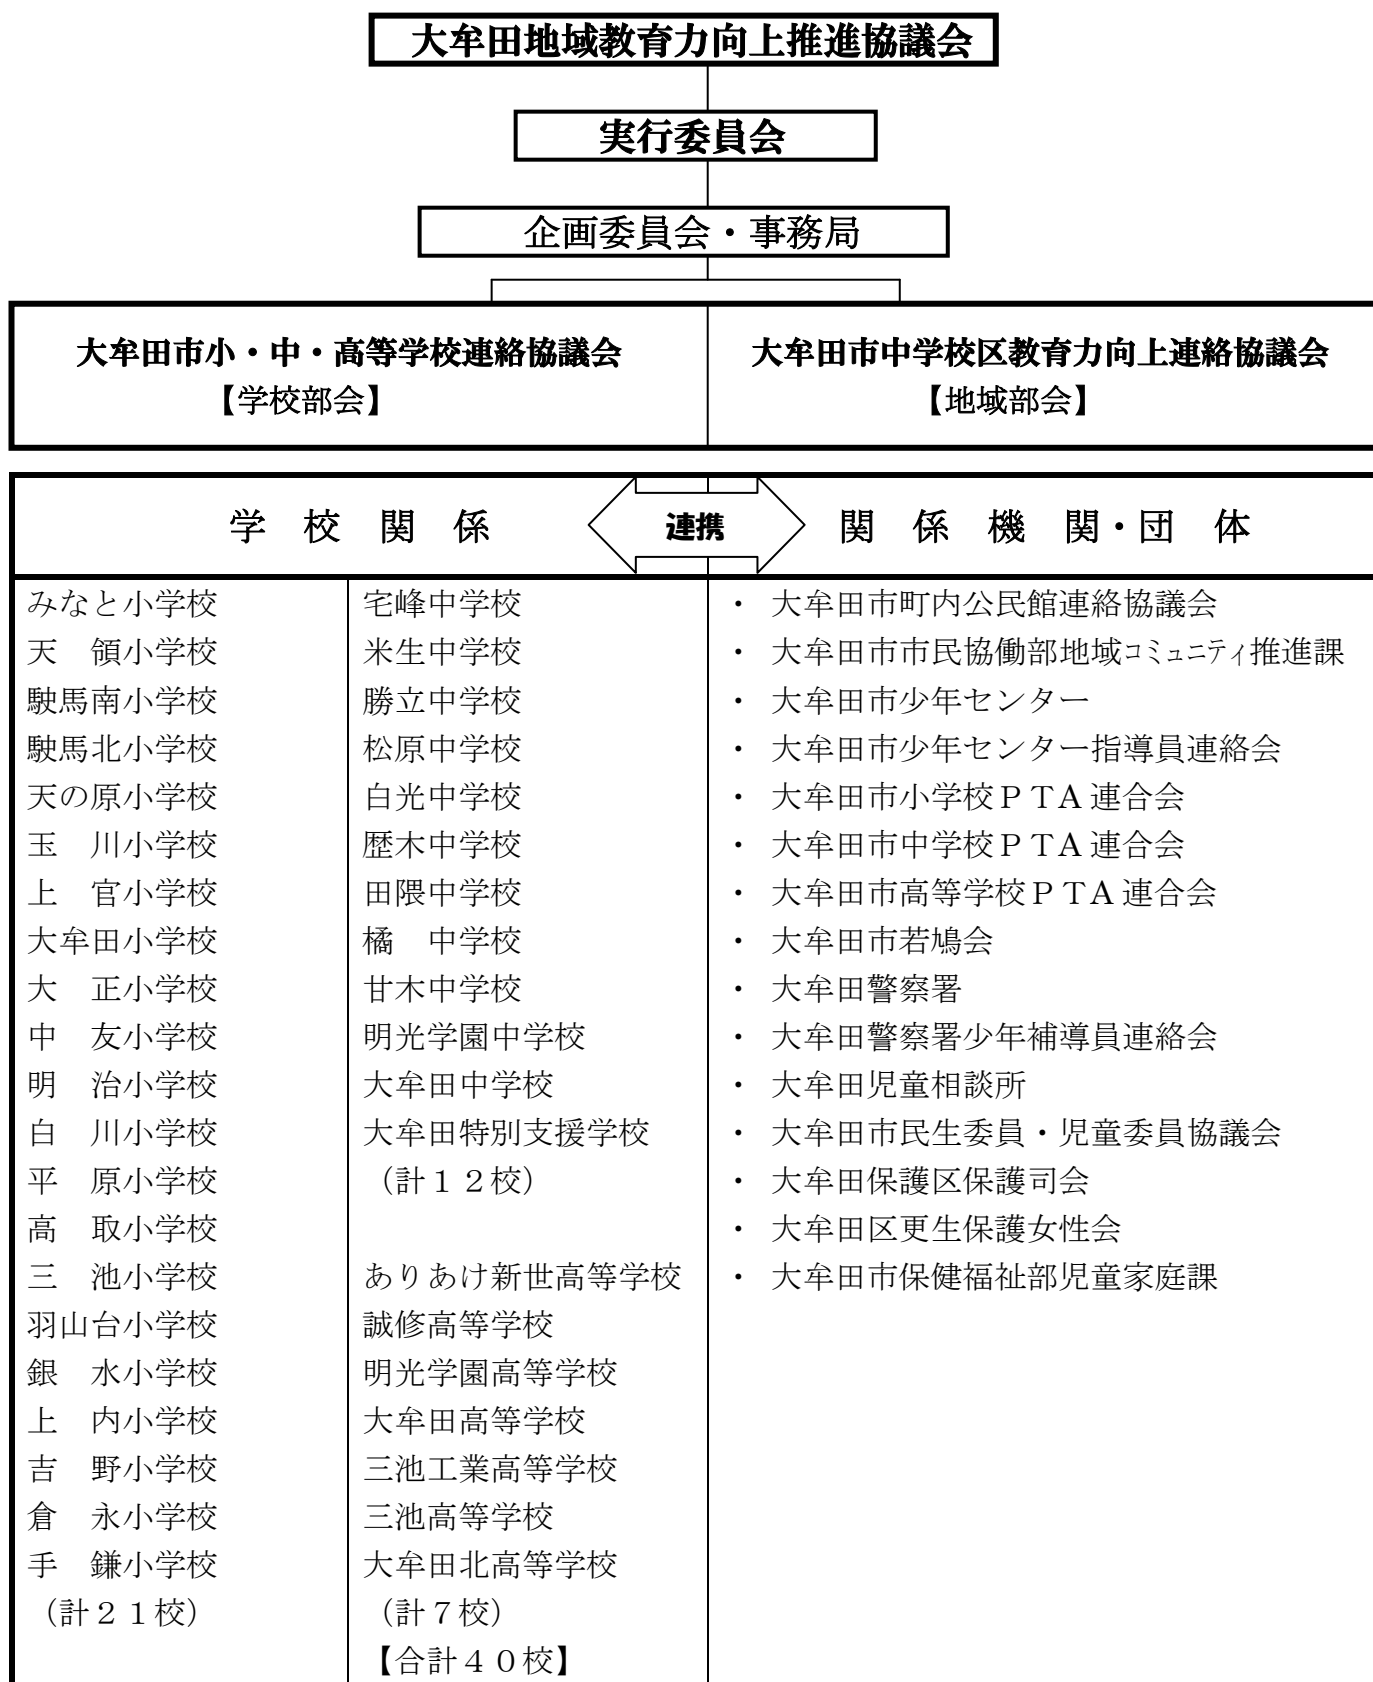 大牟田地域教育力向上推進協議会
実行委員会
企画委員会・事務局
大牟田市小・中・高等学校連絡協議会
【学校部会】
大牟田市中学校区教育力向上連絡協議会
【地域部会】
学　校　関　係
連携
関　係　機　関・団　体
みなと小学校
天　領小学校
駛馬南小学校
駛馬北小学校
天の原小学校
玉　川小学校
上　官小学校
大牟田小学校
大　正小学校
中　友小学校
明　治小学校
白　川小学校
平　原小学校
高　取小学校
三　池小学校
羽山台小学校
銀　水小学校
上　内小学校
吉　野小学校
倉　永小学校
手　鎌小学校
（計２１校）
宅峰中学校
米生中学校
勝立中学校
松原中学校
白光中学校
歴木中学校
田隈中学校
橘　中学校
甘木中学校
明光学園中学校
大牟田中学校
大牟田特別支援学校
（計１２校）
ありあけ新世高等学校
誠修高等学校
明光学園高等学校
大牟田高等学校
三池工業高等学校
三池高等学校
大牟田北高等学校
（計７校）
【合計４０校】
・ 大牟田市町内公民館連絡協議会
・ 大牟田市市民協働部地域ｺﾐｭﾆﾃｨ推進課
・ 大牟田市少年センター
・ 大牟田市少年センター指導員連絡会
・ 大牟田市小学校ＰＴＡ連合会
・ 大牟田市中学校ＰＴＡ連合会
・ 大牟田市高等学校ＰＴＡ連合会
・ 大牟田市若鳩会
・ 大牟田警察署
・ 大牟田警察署少年補導員連絡会
・ 大牟田児童相談所
・ 大牟田市民生委員・児童委員協議会
・ 大牟田保護区保護司会
・ 大牟田区更生保護女性会
・ 大牟田市保健福祉部児童家庭課